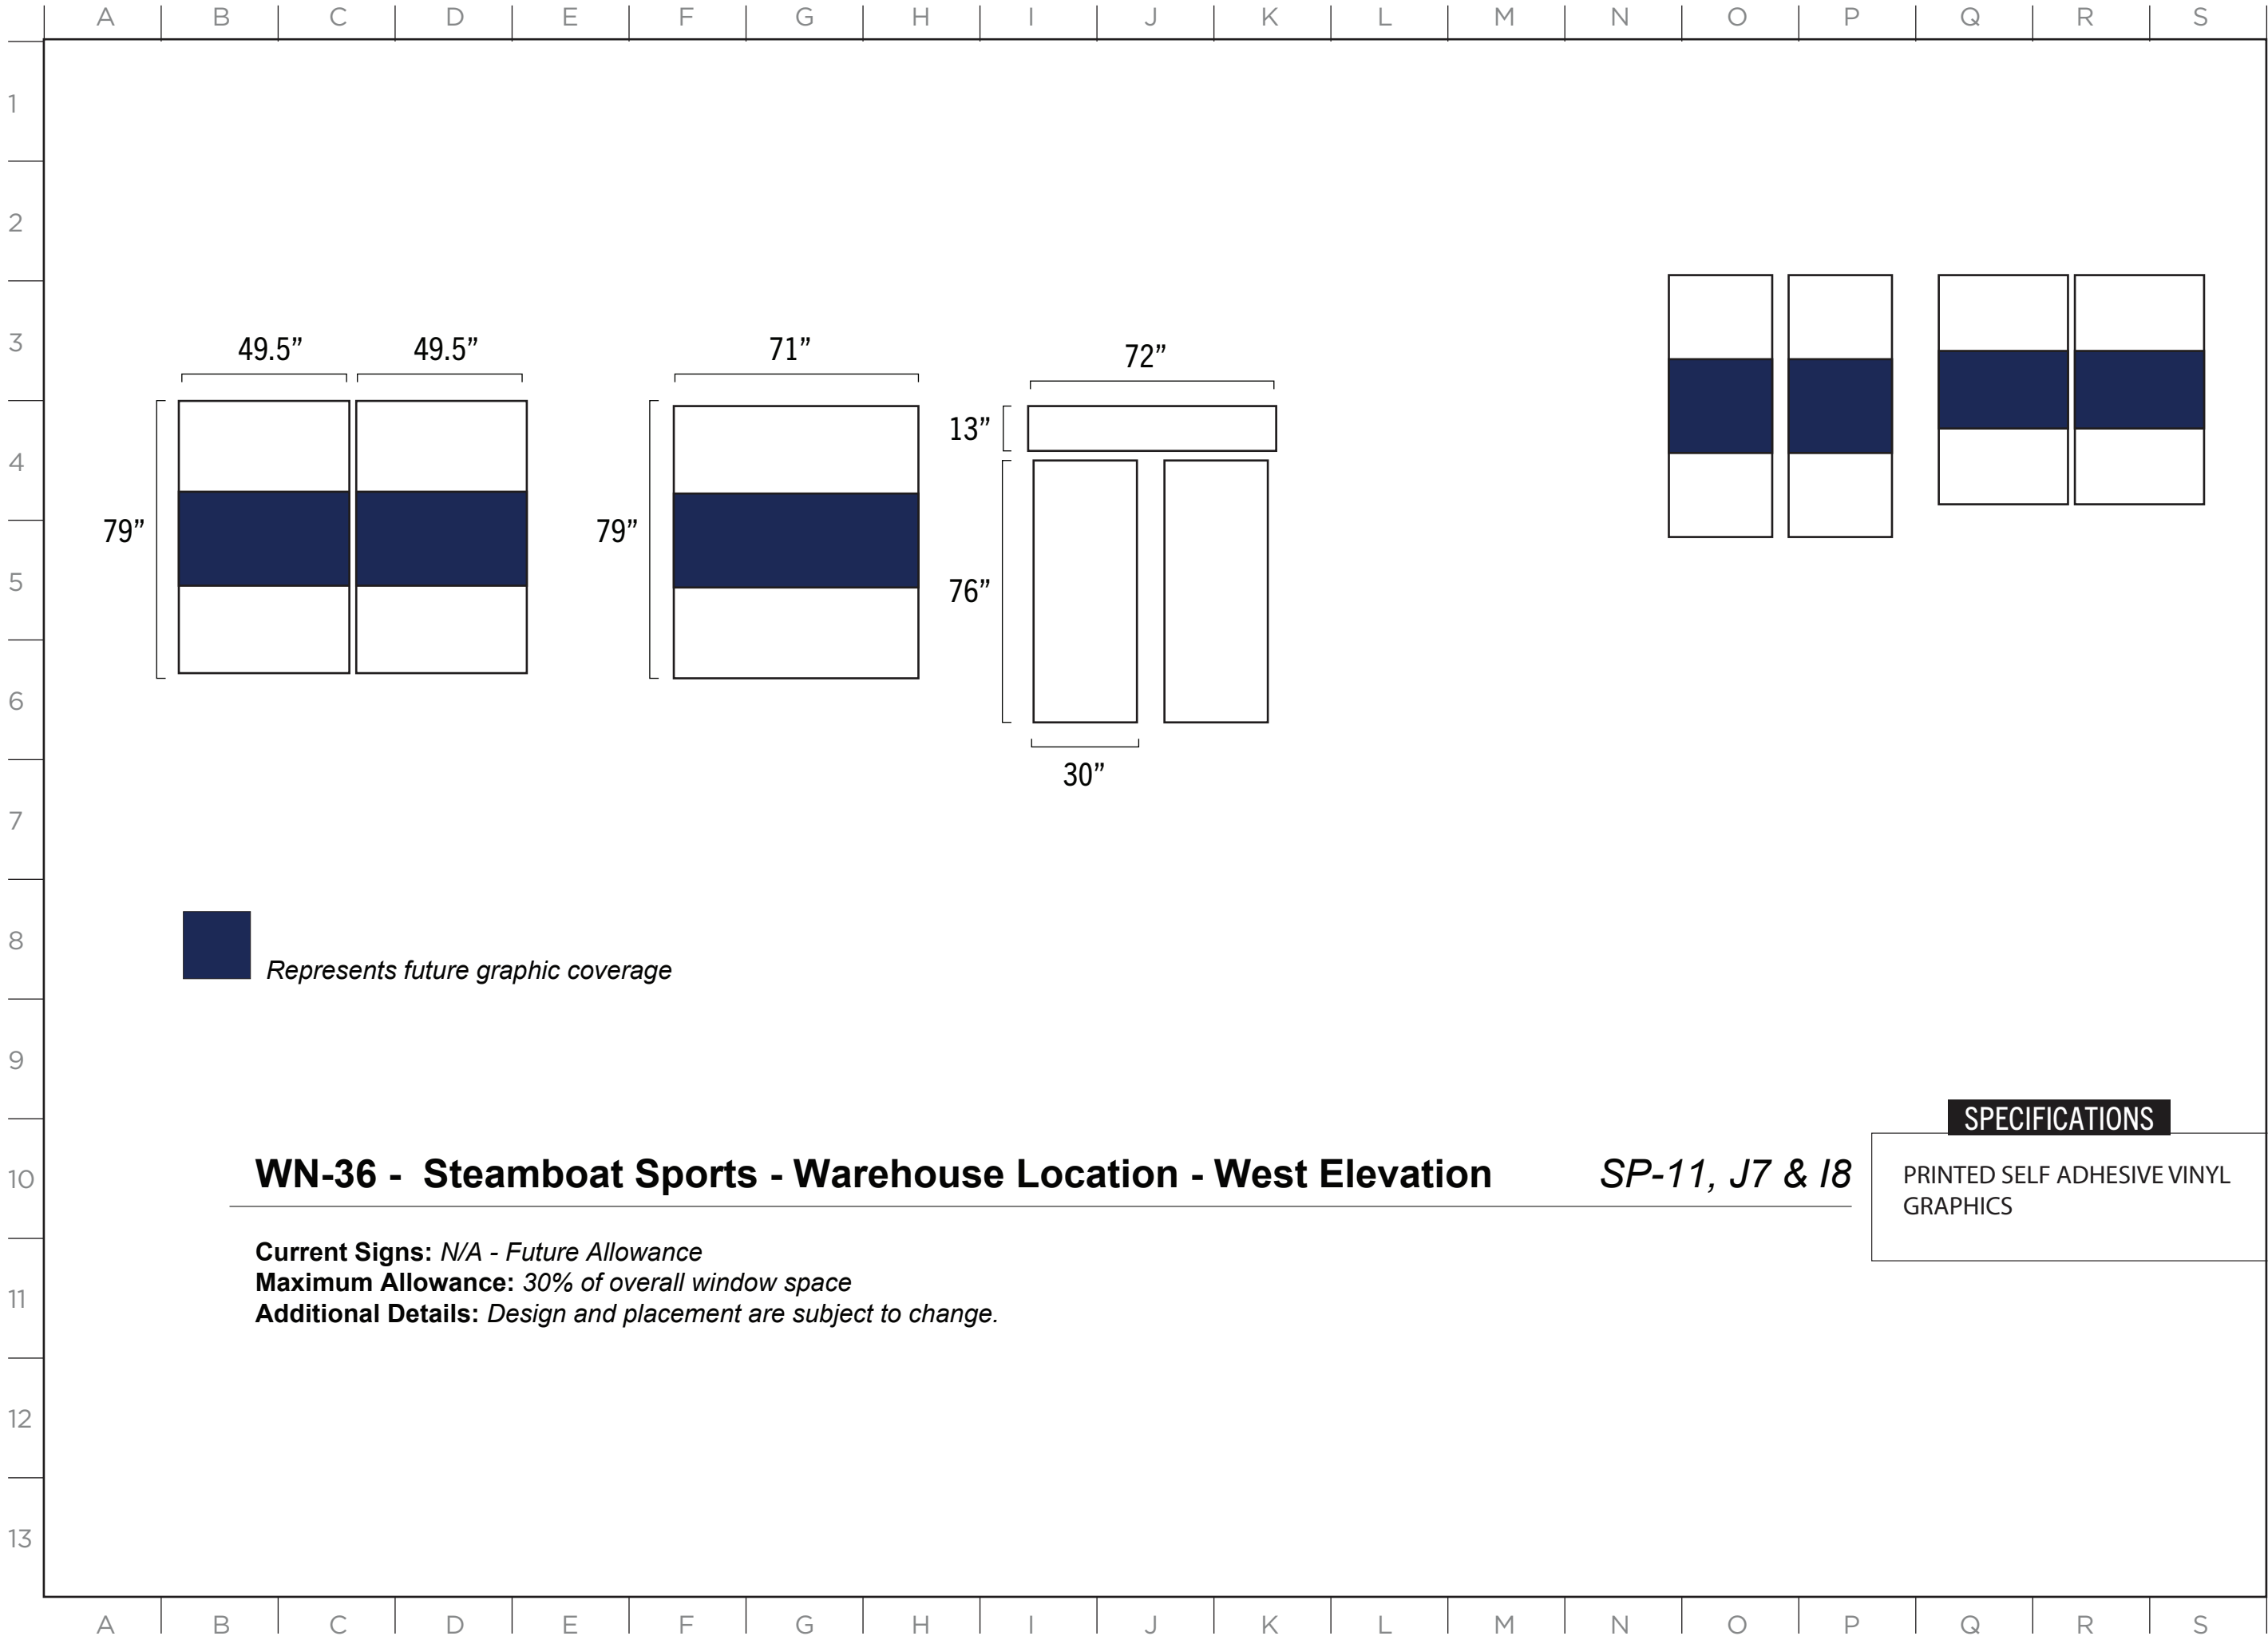 A B C D E F G H I J K L M N O P Q R S
1
2
3
49.5” 49.5” 71” 72”
13”
4
79” 79”
5
76”
6
30”
7
8
Represents future graphic coverage
9
SPECIFICATIONS
10
WN-36 - Steamboat Sports - Warehouse Location - West Elevation SP-11, J7 & I8
PRINTED SELF ADHESIVE VINYL
GRAPHICS
Current Signs: N/A - Future Allowance
Maximum Allowance: 30% of overall window space
11
Additional Details: Design and placement are subject to change.
12
13
A B C D E F G H I J K L M N O P Q R S